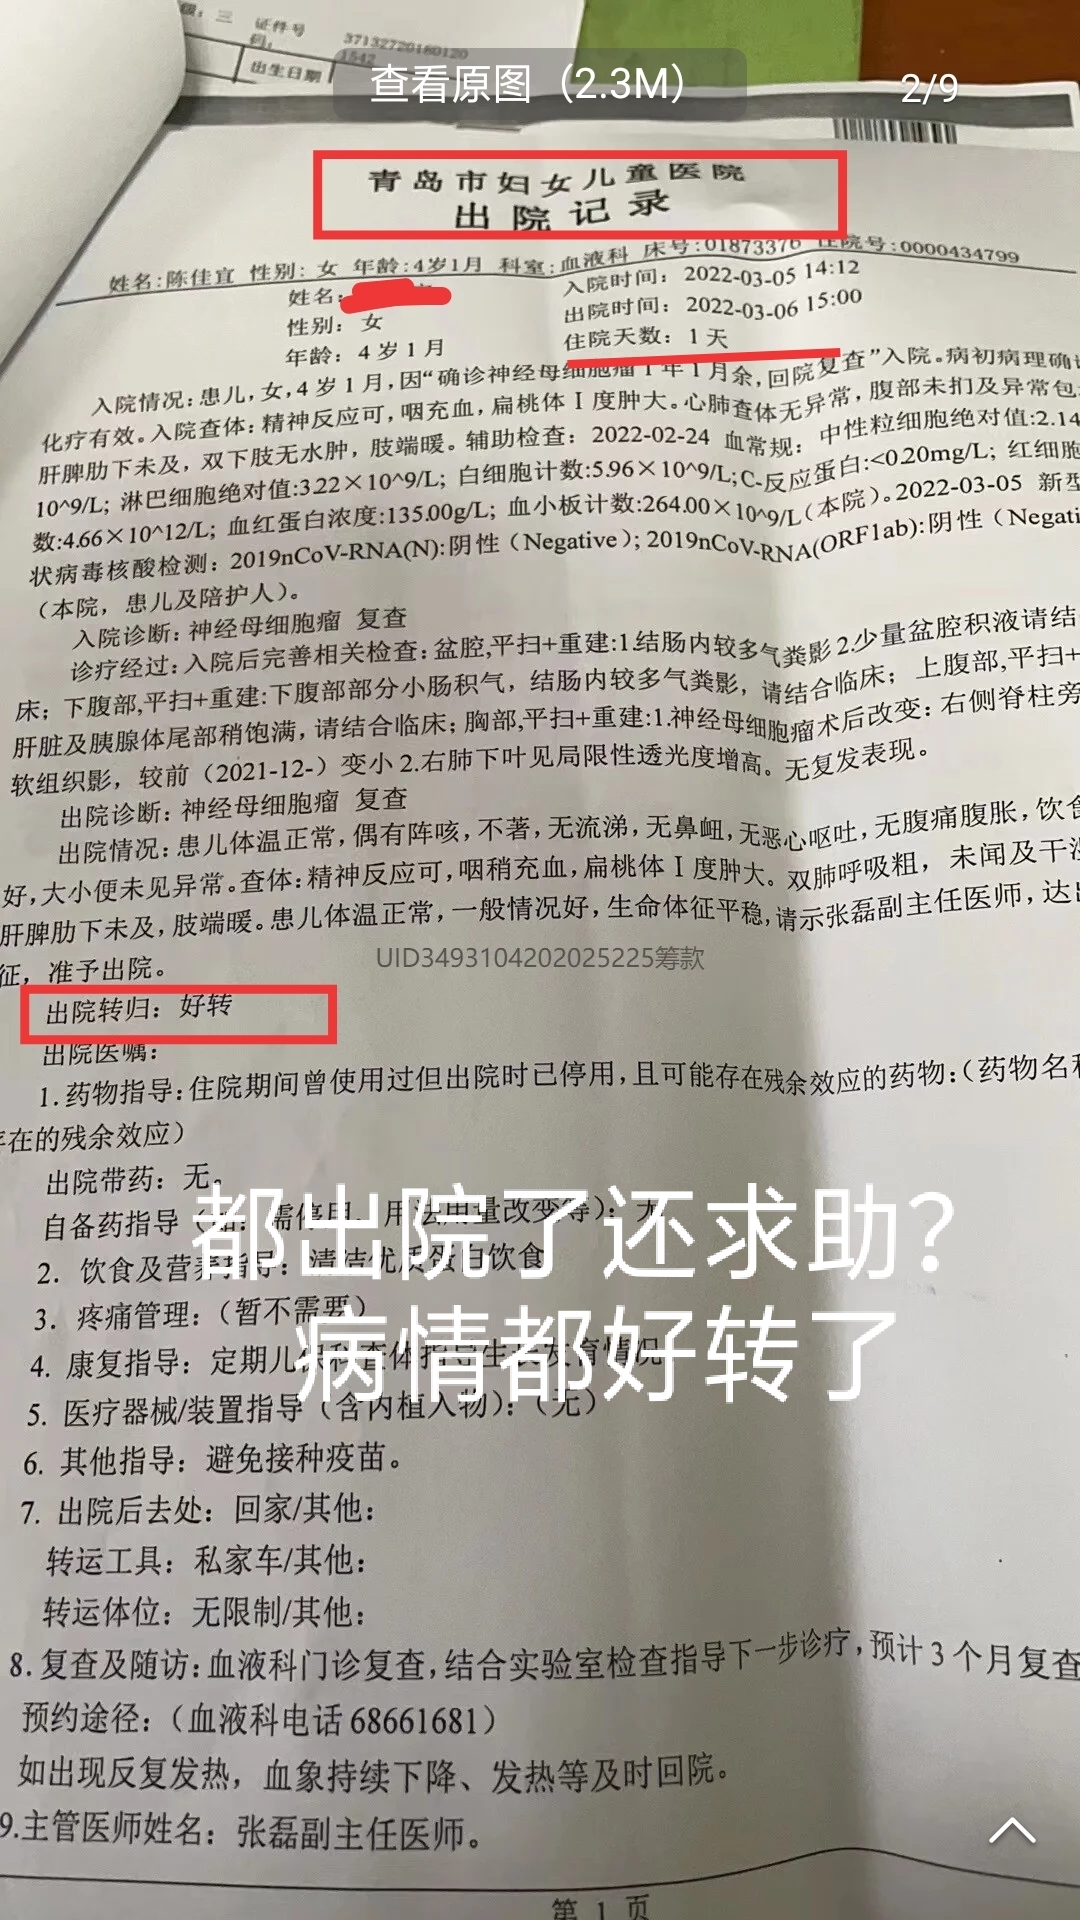 额：三
证件号码：
37132720180120
1542
出生日期
查看原图（2.3M）
2/9
青岛市妇女儿童医院
出院记录
姓名:陈佳宜 性别: 女 年龄:4岁1月 科室:血液科 床号:01873376 住院号:0000434799
姓名:
入院时间: 2022-03-05 14:12
性别: 女
出院时间: 2022-03-06 15:00
年龄: 4岁1月
住院天数: 1天
入院情况:患儿,女,4岁1月,因“确诊神经母细胞瘤1年1月余,回院复查”入院。病初病理确
化疗有效。入院查体:精神反应可,咽充血,扁桃体Ⅰ度肿大。心肺查体无异常,腹部未扪及异常包
肝脾肋下未及,双下肢无水肿,肢端暖。辅助检查: 2022-02-24 血常规: 中性粒细胞绝对值:2.14
10^9/L; 淋巴细胞绝对值:3.22×10^9/L; 白细胞计数:5.96×10^9/L;C-反应蛋白:<0.20mg/L; 红细胞
数:4.66×10^12/L; 血红蛋白浓度:135.00g/L; 血小板计数:264.00×10^9/L(本院)。2022-03-05 新型
状病毒核酸检测: 2019nCoV-RNA(N):阴性(Negative); 2019nCoV-RNA(ORF1ab):阴性(Negati
(本院,患儿及陪护人)。
入院诊断:神经母细胞瘤 复查
诊疗经过:入院后完善相关检查:盆腔,平扫+重建:1.结肠内较多气粪影 2.少量盆腔积液请结
床; 下腹部,平扫+重建:下腹部部分小肠积气, 结肠内较多气粪影, 请结合临床; 上腹部,平扫+
肝脏及胰腺体尾部稍饱满,请结合临床;胸部,平扫+重建:1.神经母细胞瘤术后改变:右侧脊柱旁
软组织影, 较前(2021-12-)变小 2.右肺下叶见局限性透光度增高。无复发表现。
出院诊断:神经母细胞瘤 复查
出院情况:患儿体温正常,偶有阵咳,不著,无流涕,无鼻衄,无恶心呕吐,无腹痛腹胀,饮食
好,大小便未见异常。查体:精神反应可,咽稍充血,扁桃体Ⅰ度肿大。双肺呼吸粗, 未闻及干湿
肝脾肋下未及,肢端暖。患儿体温正常,一般情况好,生命体征平稳,请示张磊副主任医师,达出
征,准予出院。
UID3493104202025225筹款
出院转归: 好转
出院医嘱:
1.药物指导:住院期间曾使用过但出院时已停用,且可能存在残余效应的药物:(药物名称
存在的残余效应)
出院带药: 无。
自备药指导(如: 需停用、用法用量改变等): 无
都出院了还求助?
2. 饮食及营养指导: 清洁优质蛋白饮食
3. 疼痛管理:(暂不需要)
病情都好转了
4. 康复指导: 定期儿保科查体指导生长发育情况
5. 医疗器械/装置指导(含内植入物):(无)
6. 其他指导: 避免接种疫苗。
7. 出院后去处: 回家/其他:
转运工具: 私家车/其他:
转运体位: 无限制/其他:
8.复查及随访:血液科门诊复查,结合实验室检查指导下一步诊疗,预计3个月复查
预约途径:(血液科电话 68661681)
如出现反复发热, 血象持续下降、发热等及时回院。
9.主管医师姓名: 张磊副主任医师。
第 1 页